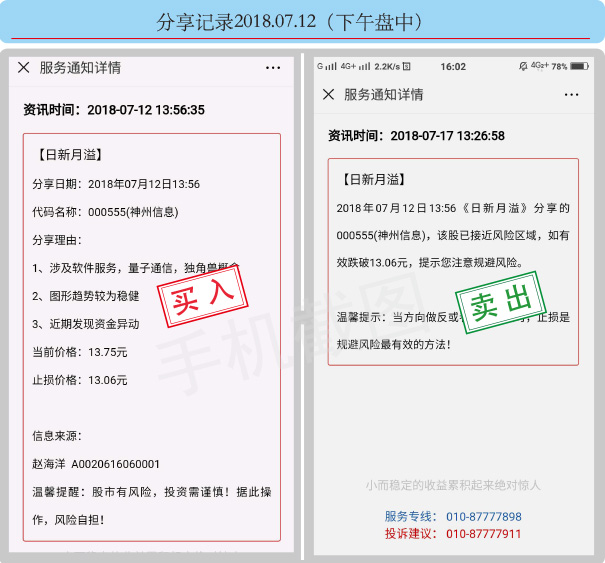 分享记录2018.07.12（下午盘中）
服务通知详情
资讯时间：2018-07-12 13:56:35
【日新月溢】
分享日期：2018年07月12日13:56
代码名称：000555(神州信息)
分享理由：
1、涉及软件服务，量子通信，独角兽概念
2、图形趋势较为稳健
3、近期发现资金异动
当前价格：13.75元
止损价格：13.06元
买入
信息来源：
赵海洋 A0020616060001
温馨提醒：股市有风险，投资需谨慎！据此操
作，风险自担！
G 4G+ 2.2K/s 16:02 4G2+ 78%
服务通知详情
资讯时间：2018-07-17 13:26:58
【日新月溢】
2018年07月12日13:56《日新月溢》分享的
000555(神州信息)，该股已接近风险区域，如有
效跌破13.06元，提示您注意规避风险。
卖出
温馨提示：当方向做反或 ，止损是
规避风险最有效的方法！
小而稳定的收益累积起来绝对惊人
服务专线： 010-87777898
投诉建议： 010-87777911
手机截图